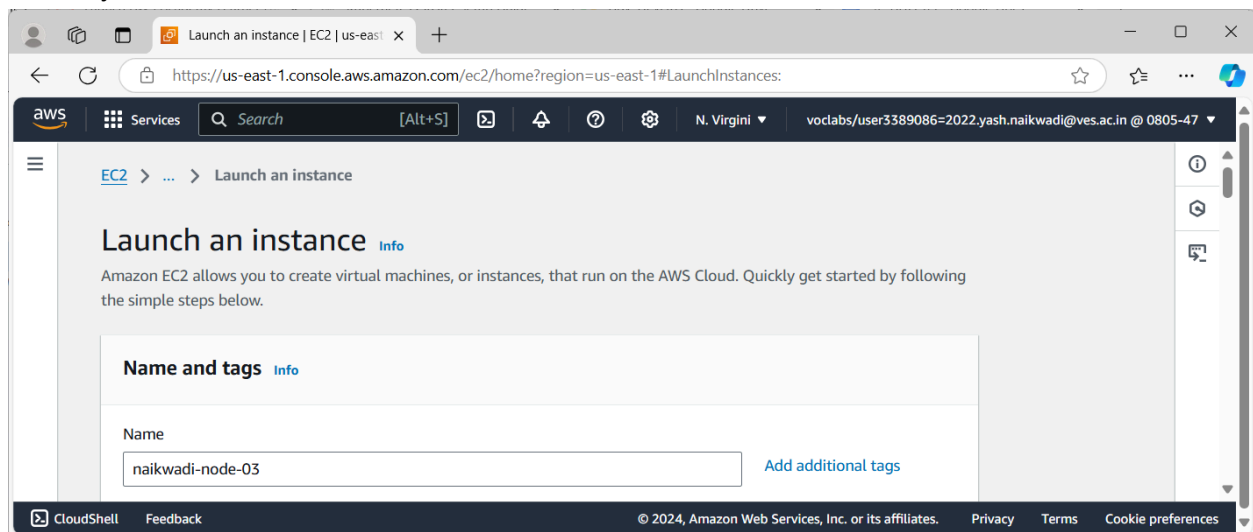 Launch an instance | EC2 | us-east
https://us-east-1.console.aws.amazon.com/ec2/home?region=us-east-1#LaunchInstances:
aws Services Search [Alt+S] N. Virgini voclabs/user3389086=2022.yash.naikwadi@ves.ac.in @ 0805-47
EC2 > ... > Launch an instance
Launch an instance Info
Amazon EC2 allows you to create virtual machines, or instances, that run on the AWS Cloud. Quickly get started by following
the simple steps below.
Name and tags Info
Name
naikwadi-node-03 Add additional tags
CloudShell Feedback © 2024, Amazon Web Services, Inc. or its affiliates. Privacy Terms Cookie preferences